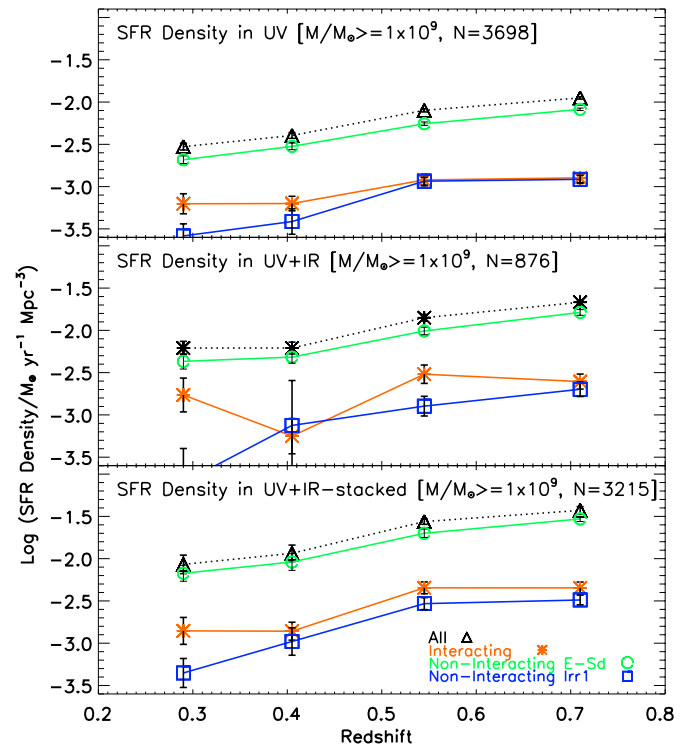 SFR Density in UV [M/M⊙>=1x10⁹, N=3698]
−1.5
−2.0
−2.5
−3.0
−3.5
SFR Density in UV+IR [M/M⊙>=1x10⁹, N=876]
−1.5
−2.0
−2.5
−3.0
−3.5
Log (SFR Density/M⊙ yr⁻¹ Mpc⁻³)
SFR Density in UV+IR−stacked [M/M⊙>=1x10⁹, N=3215]
−1.5
−2.0
−2.5
−3.0
−3.5
All
Interacting
Non−Interacting E−Sd
Non−Interacting Irr1
0.2 0.3 0.4 0.5 0.6 0.7 0.8
Redshift